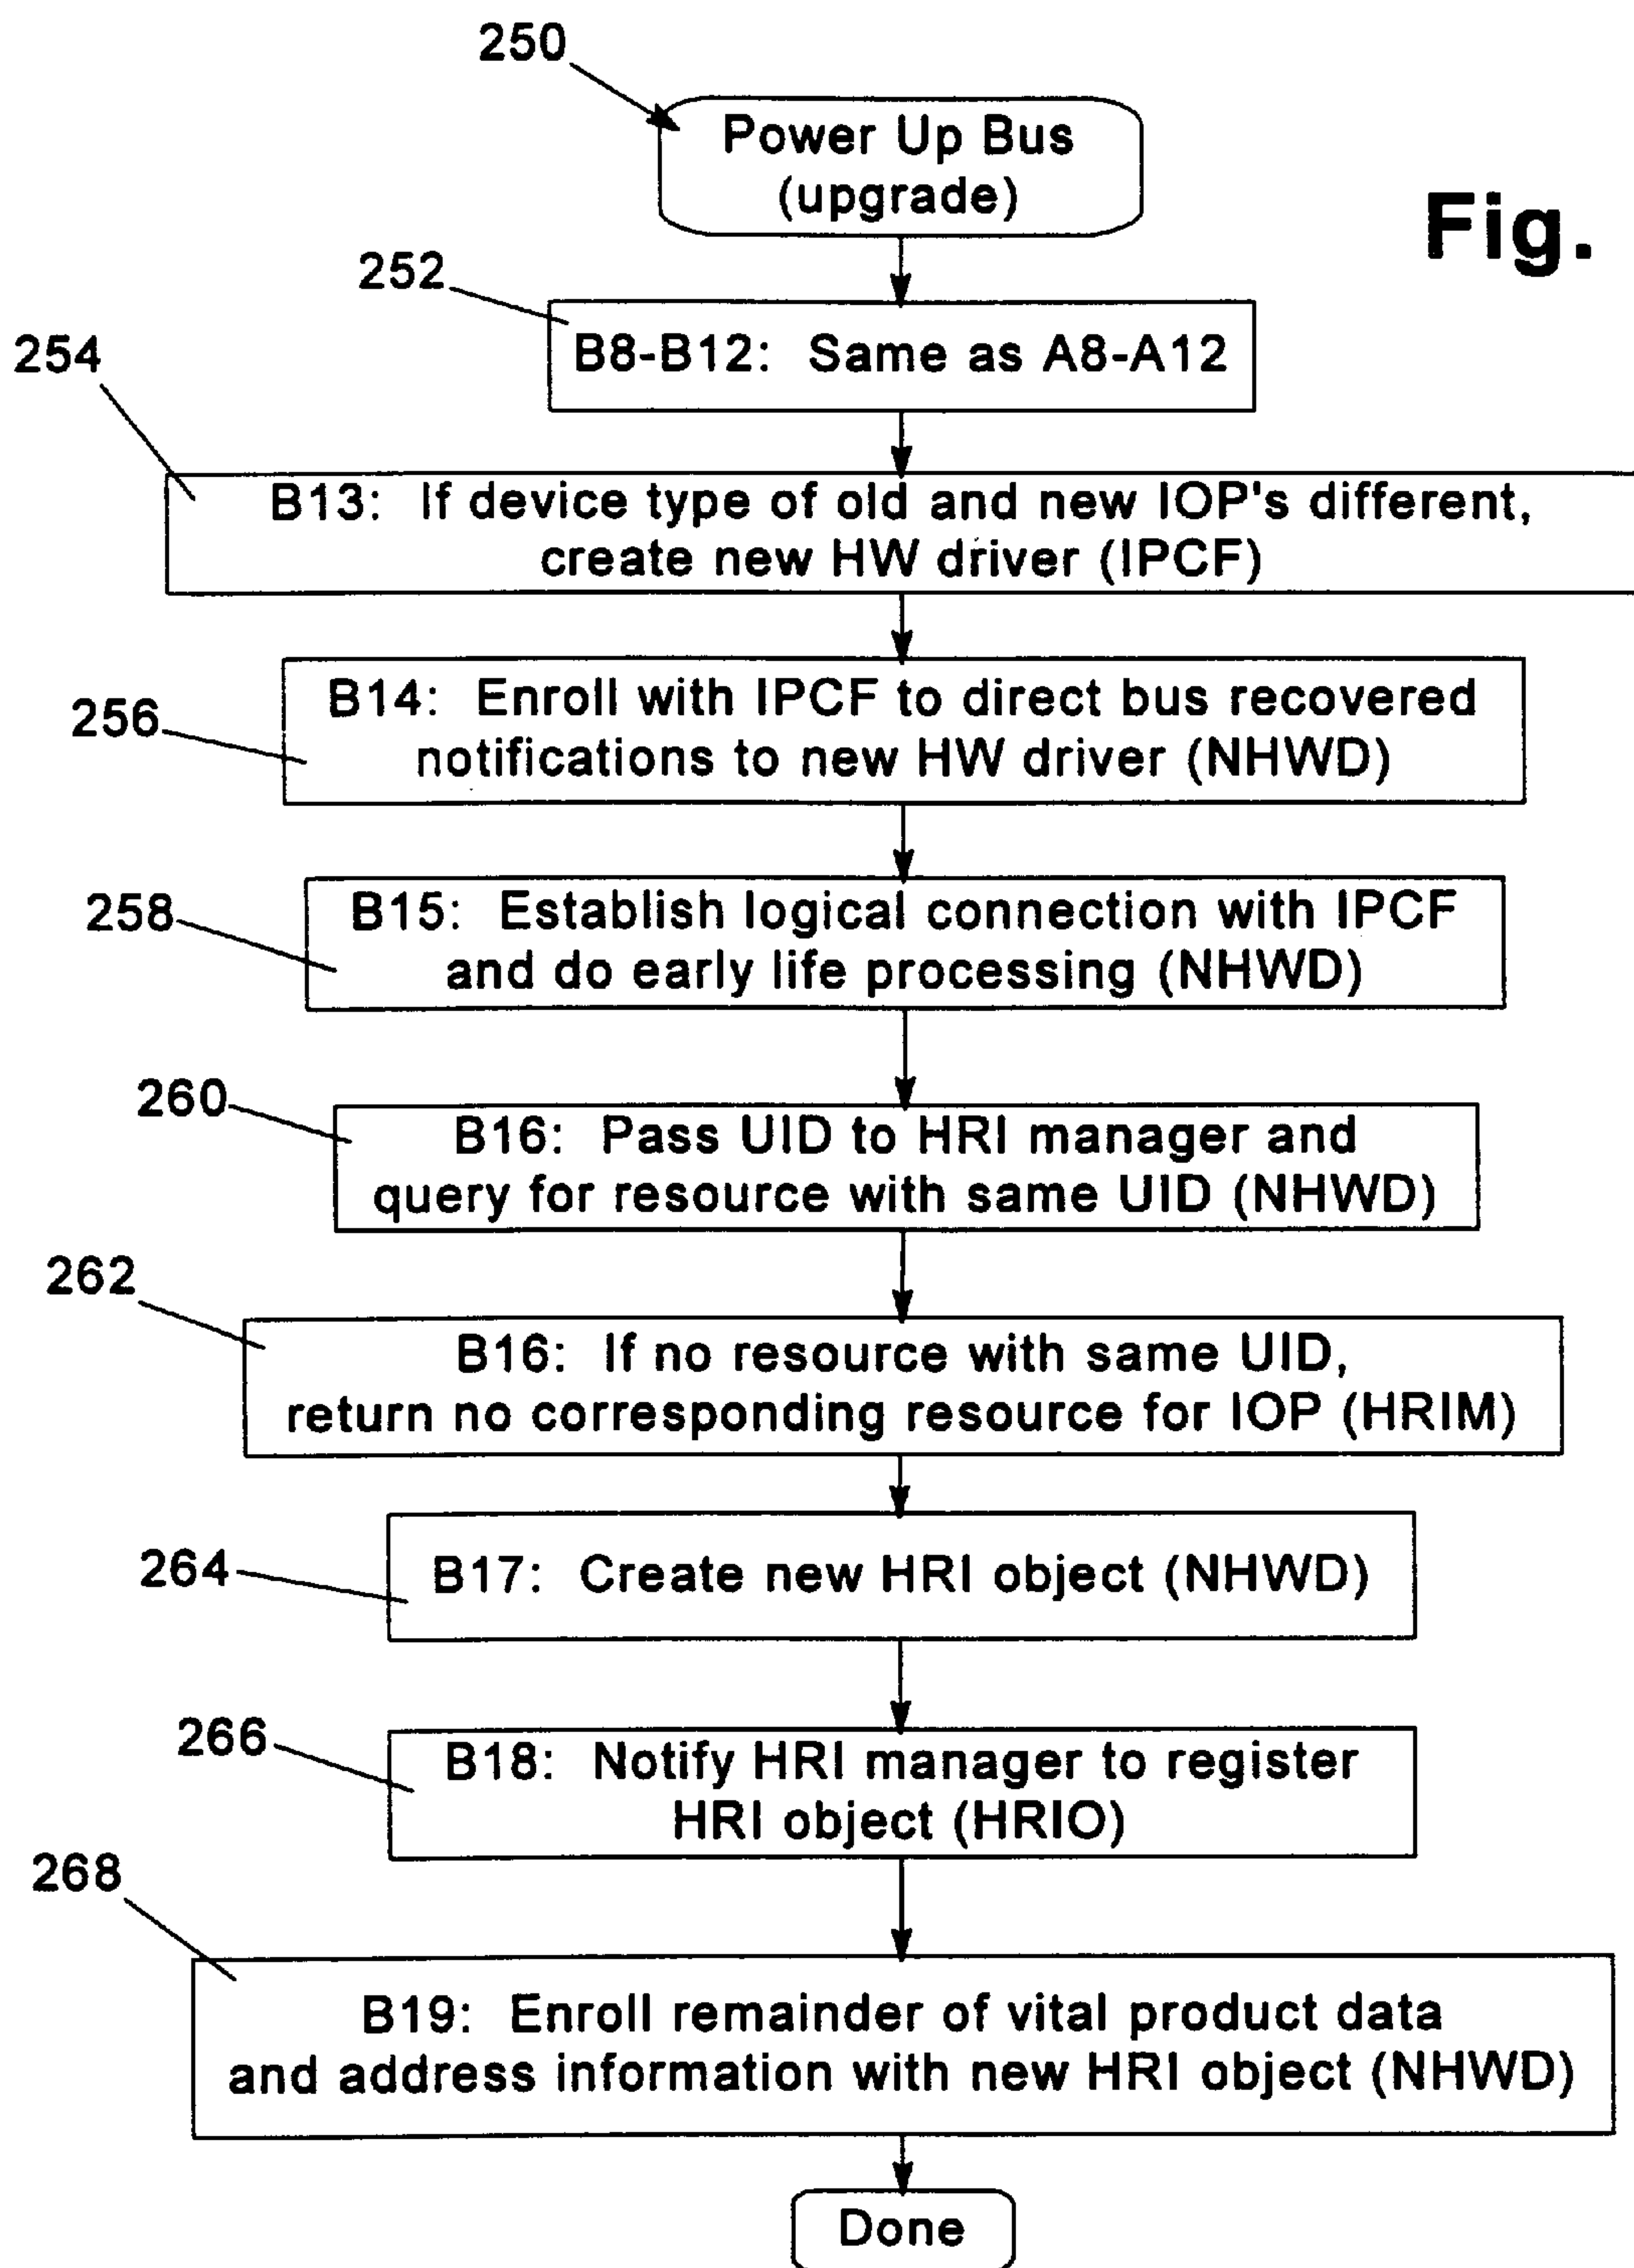 250
Power Up Bus
(upgrade)
Fig.
252
B8-B12: Same as A8-A12
254
B13: If device type of old and new IOP's different,
create new HW driver (IPCF)
256
B14: Enroll with IPCF to direct bus recovered
notifications to new HW driver (NHWD)
258
B15: Establish logical connection with IPCF
and do early life processing (NHWD)
260
B16: Pass UID to HRI manager and
query for resource with same UID (NHWD)
262
B16: If no resource with same UID,
return no corresponding resource for IOP (HRIM)
264
B17: Create new HRI object (NHWD)
266
B18: Notify HRI manager to register
HRI object (HRIO)
268
B19: Enroll remainder of vital product data
and address information with new HRI object (NHWD)
Done